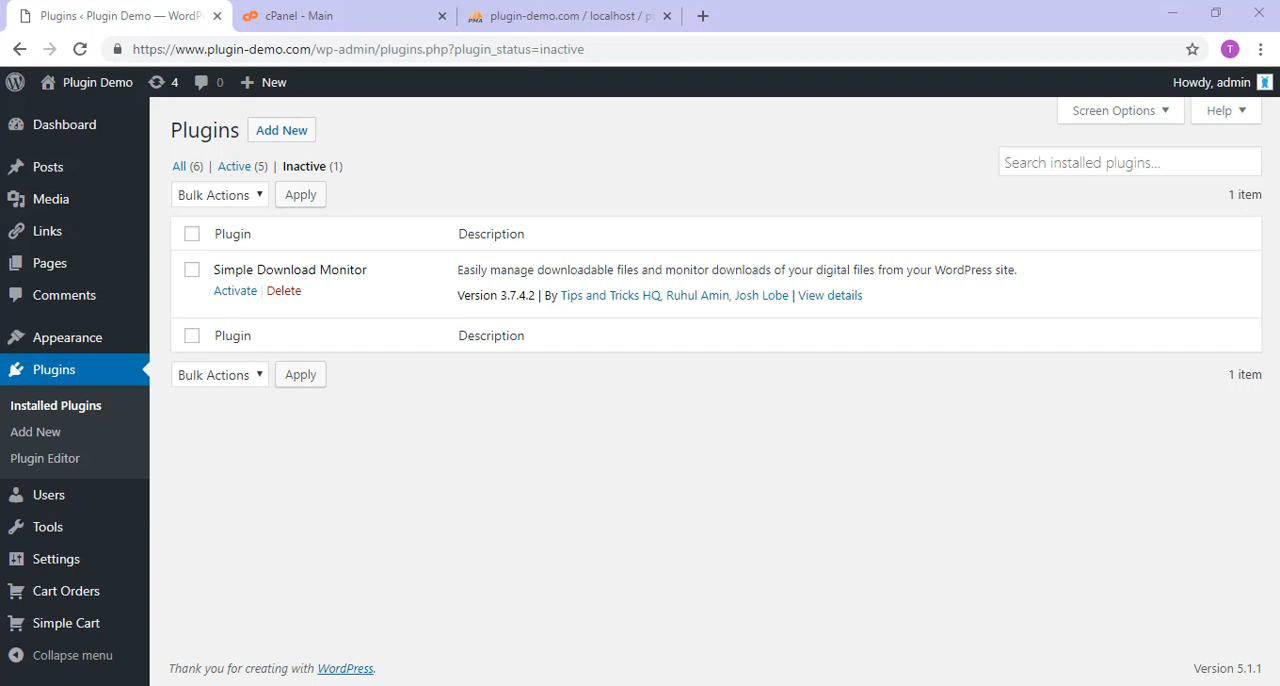 Plugins ‹ Plugin Demo — WordP
cPanel - Main
plugin-demo.com / localhost / p
https://www.plugin-demo.com/wp-admin/plugins.php?plugin_status=inactive
T
Plugin Demo 4 0 New
Howdy, admin
Dashboard
Posts
Media
Links
Pages
Comments
Appearance
Plugins
Installed Plugins
Add New
Plugin Editor
Users
Tools
Settings
Cart Orders
Simple Cart
Collapse menu
Screen Options Help
Plugins Add New
All (6) | Active (5) | Inactive (1)
Search installed plugins...
Bulk Actions Apply
1 item
Plugin Description
Simple Download Monitor
Easily manage downloadable files and monitor downloads of your digital files from your WordPress site.
Activate | Delete
Version 3.7.4.2 | By Tips and Tricks HQ, Ruhul Amin, Josh Lobe | View details
Plugin Description
Bulk Actions Apply
1 item
Thank you for creating with WordPress.
Version 5.1.1